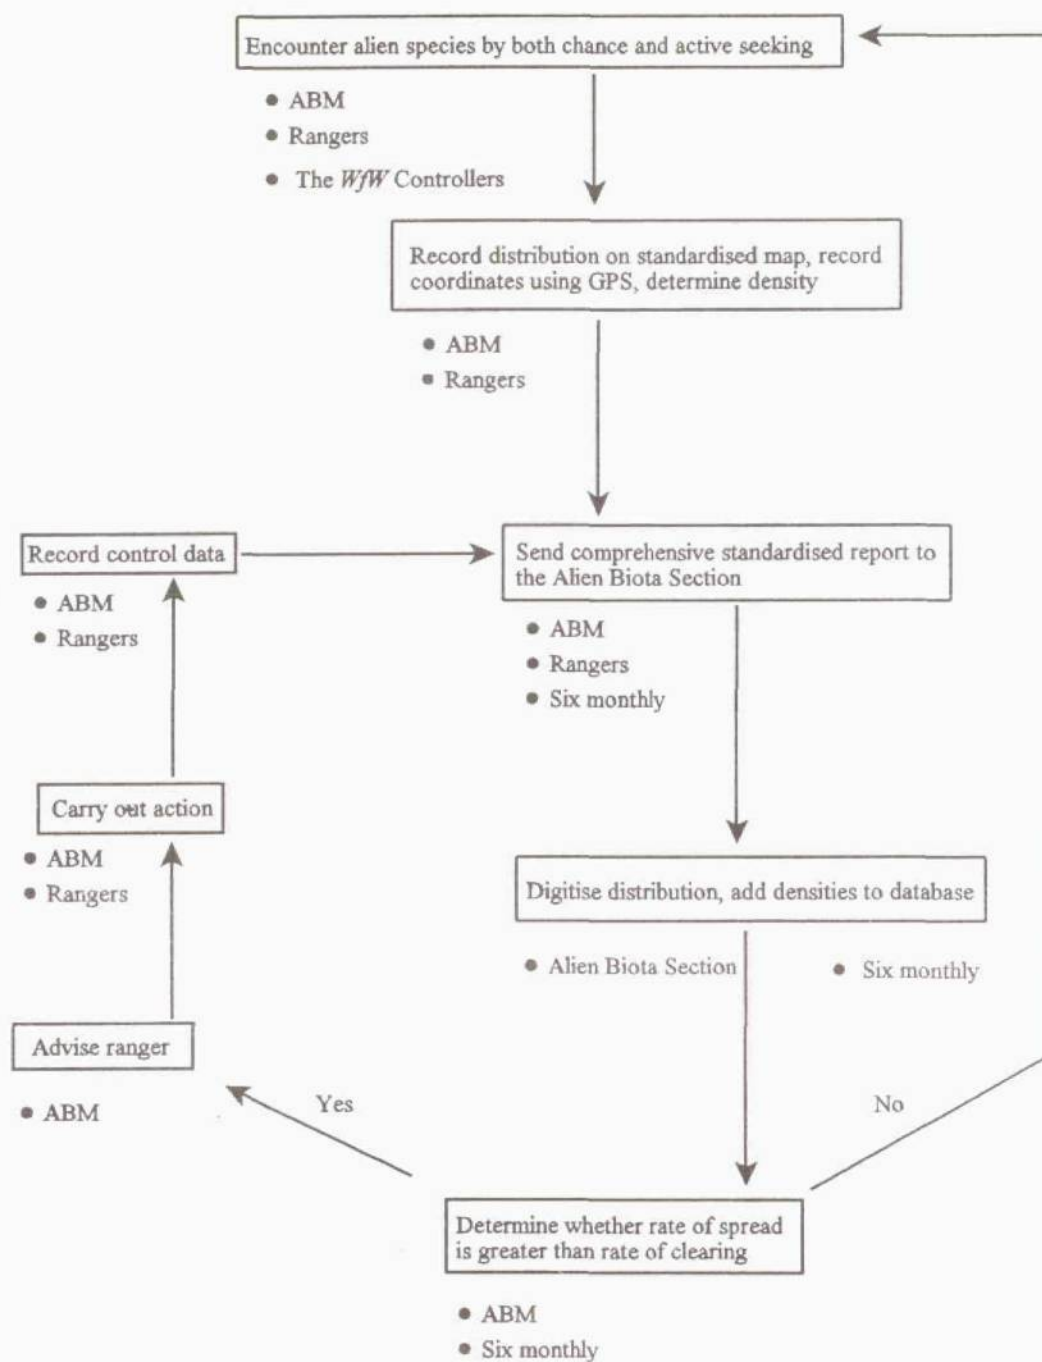 Encounter alien species by both chance and active seeking
● ABM
● Rangers
● The WfW Controllers
Record distribution on standardised map, record
coordinates using GPS, determine density
● ABM
● Rangers
Record control data
● ABM
● Rangers
Send comprehensive standardised report to
the Alien Biota Section
● ABM
● Rangers
● Six monthly
Carry out action
● ABM
● Rangers
Digitise distribution, add densities to database
● Alien Biota Section
● Six monthly
Advise ranger
● ABM
Yes
No
Determine whether rate of spread
is greater than rate of clearing
● ABM
● Six monthly